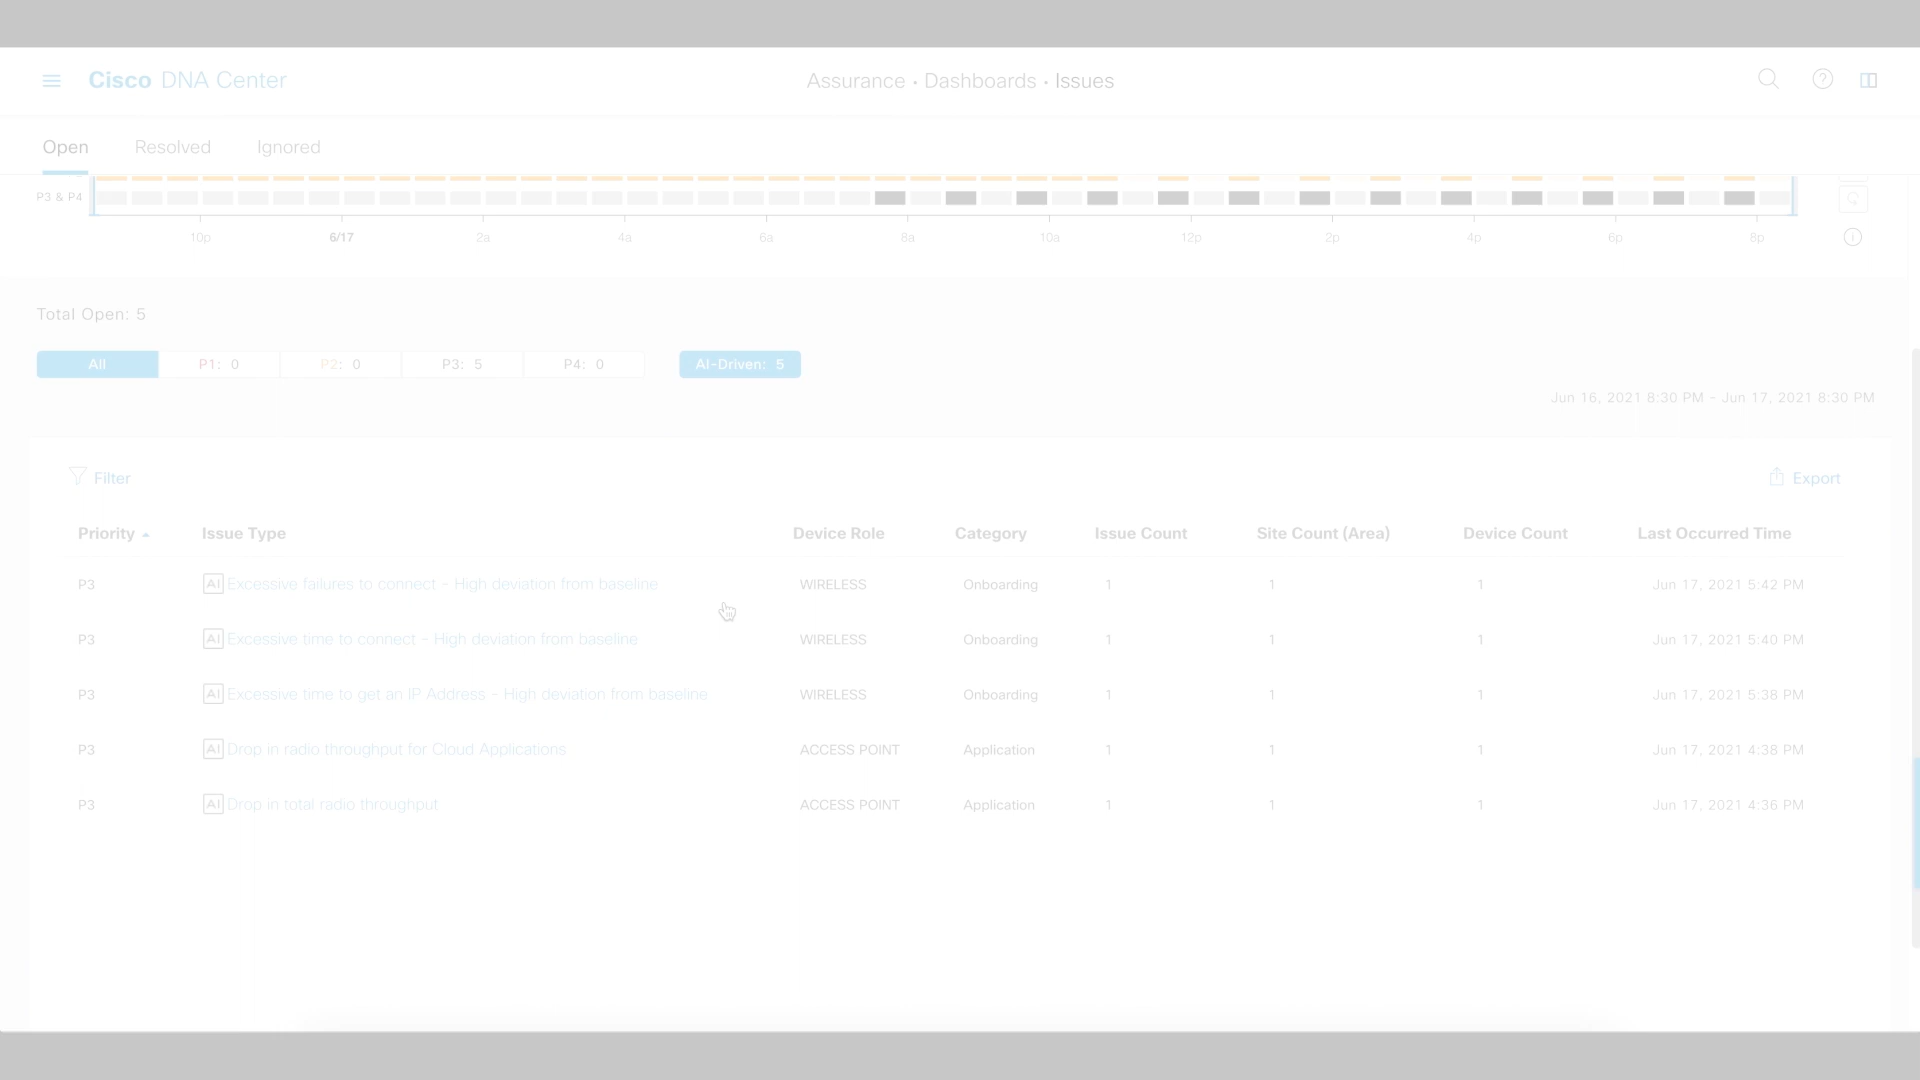 Cisco DNA Center
Assurance • Dashboards • Issues
Open Resolved Ignored
P3 & P4
10p 6/17 2a 4a 6a 8a 10a 12p 2p 4p 6p 8p
Total Open: 5
All P1: 0 P2: 0 P3: 5 P4: 0 AI-Driven: 5
Jun 16, 2021 8:30 PM - Jun 17, 2021 8:30 PM
Filter Export
Priority Issue Type Device Role Category Issue Count Site Count (Area) Device Count Last Occurred Time
P3 AI Excessive failures to connect - High deviation from baseline WIRELESS Onboarding 1 1 1 Jun 17, 2021 5:42 PM
P3 AI Excessive time to connect - High deviation from baseline WIRELESS Onboarding 1 1 1 Jun 17, 2021 5:40 PM
P3 AI Excessive time to get an IP Address - High deviation from baseline WIRELESS Onboarding 1 1 1 Jun 17, 2021 5:38 PM
P3 AI Drop in radio throughput for Cloud Applications ACCESS POINT Application 1 1 1 Jun 17, 2021 4:38 PM
P3 AI Drop in total radio throughput ACCESS POINT Application 1 1 1 Jun 17, 2021 4:36 PM